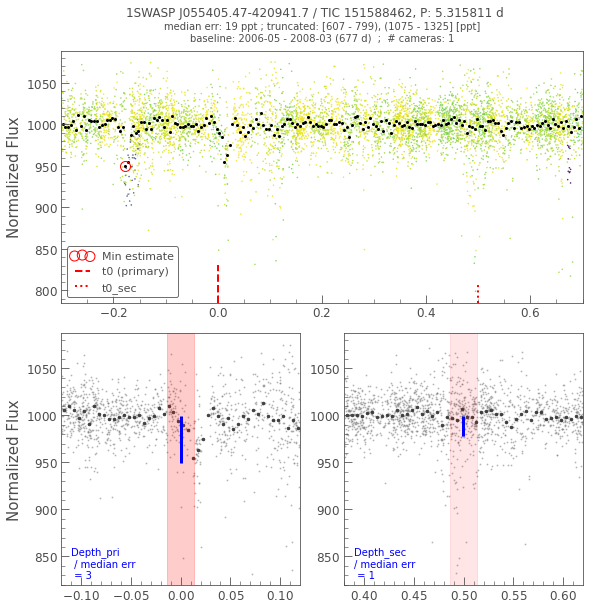 1SWASP J055405.47-420941.7 / TIC 151588462, P: 5.315811 d
median err: 19 ppt ; truncated: [607 - 799), (1075 - 1325] [ppt]
baseline: 2006-05 - 2008-03 (677 d)  ;  # cameras: 1
Normalized Flux
1050
1000
950
900
850
800
Min estimate
t0 (primary)
t0_sec
−0.2 0.0 0.2 0.4 0.6
Normalized Flux
1050
1000
950
900
850
Depth_pri
/ median err
= 3
−0.10 −0.05 0.00 0.05 0.10
1050
1000
950
900
850
Depth_sec
/ median err
= 1
0.40 0.45 0.50 0.55 0.60